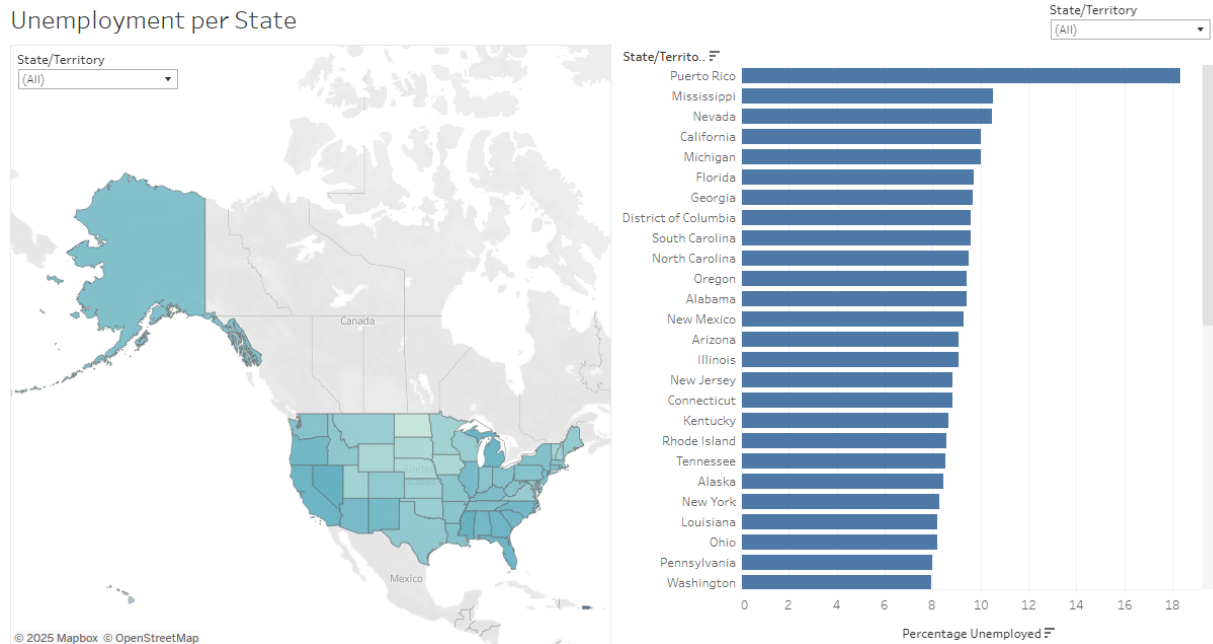 Unemployment per State
State/Territory
(All)
State/Territory
(All)
Canada
United
States
Mexico
© 2025 Mapbox © OpenStreetMap
State/Territo..
Puerto Rico
Mississippi
Nevada
California
Michigan
Florida
Georgia
District of Columbia
South Carolina
North Carolina
Oregon
Alabama
New Mexico
Arizona
Illinois
New Jersey
Connecticut
Kentucky
Rhode Island
Tennessee
Alaska
New York
Louisiana
Ohio
Pennsylvania
Washington
0 2 4 6 8 10 12 14 16 18
Percentage Unemployed